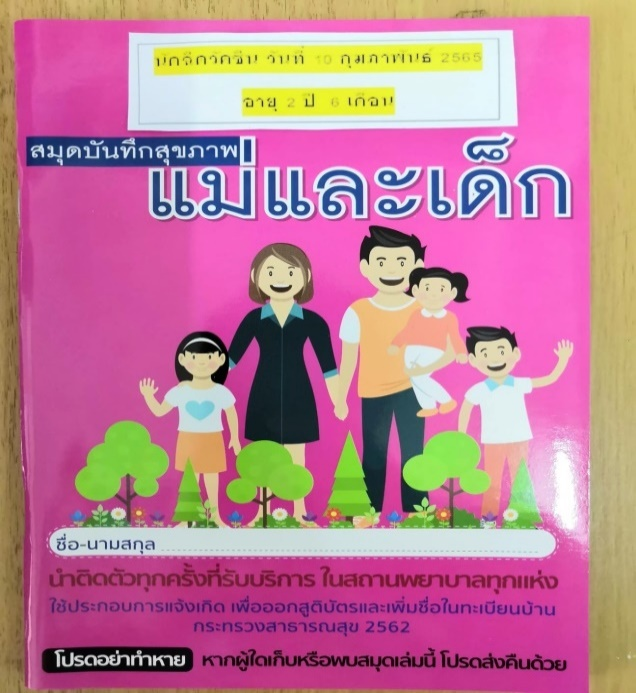 นัดฉีดวัคซีน วันที่ 10 กุมภาพันธ์ 2565
อายุ 2 ปี 6 เดือน
สมุดบันทึกสุขภาพ
แม่และเด็ก
ชื่อ-นามสกุล
นำติดตัวทุกครั้งที่รับบริการ ในสถานพยาบาลทุกแห่ง
ใช้ประกอบการแจ้งเกิด เพื่อออกสูติบัตรและเพิ่มชื่อในทะเบียนบ้าน
กระทรวงสาธารณสุข 2562
โปรดอย่าทำหาย หากผู้ใดเก็บหรือพบสมุดเล่มนี้ โปรดส่งคืนด้วย